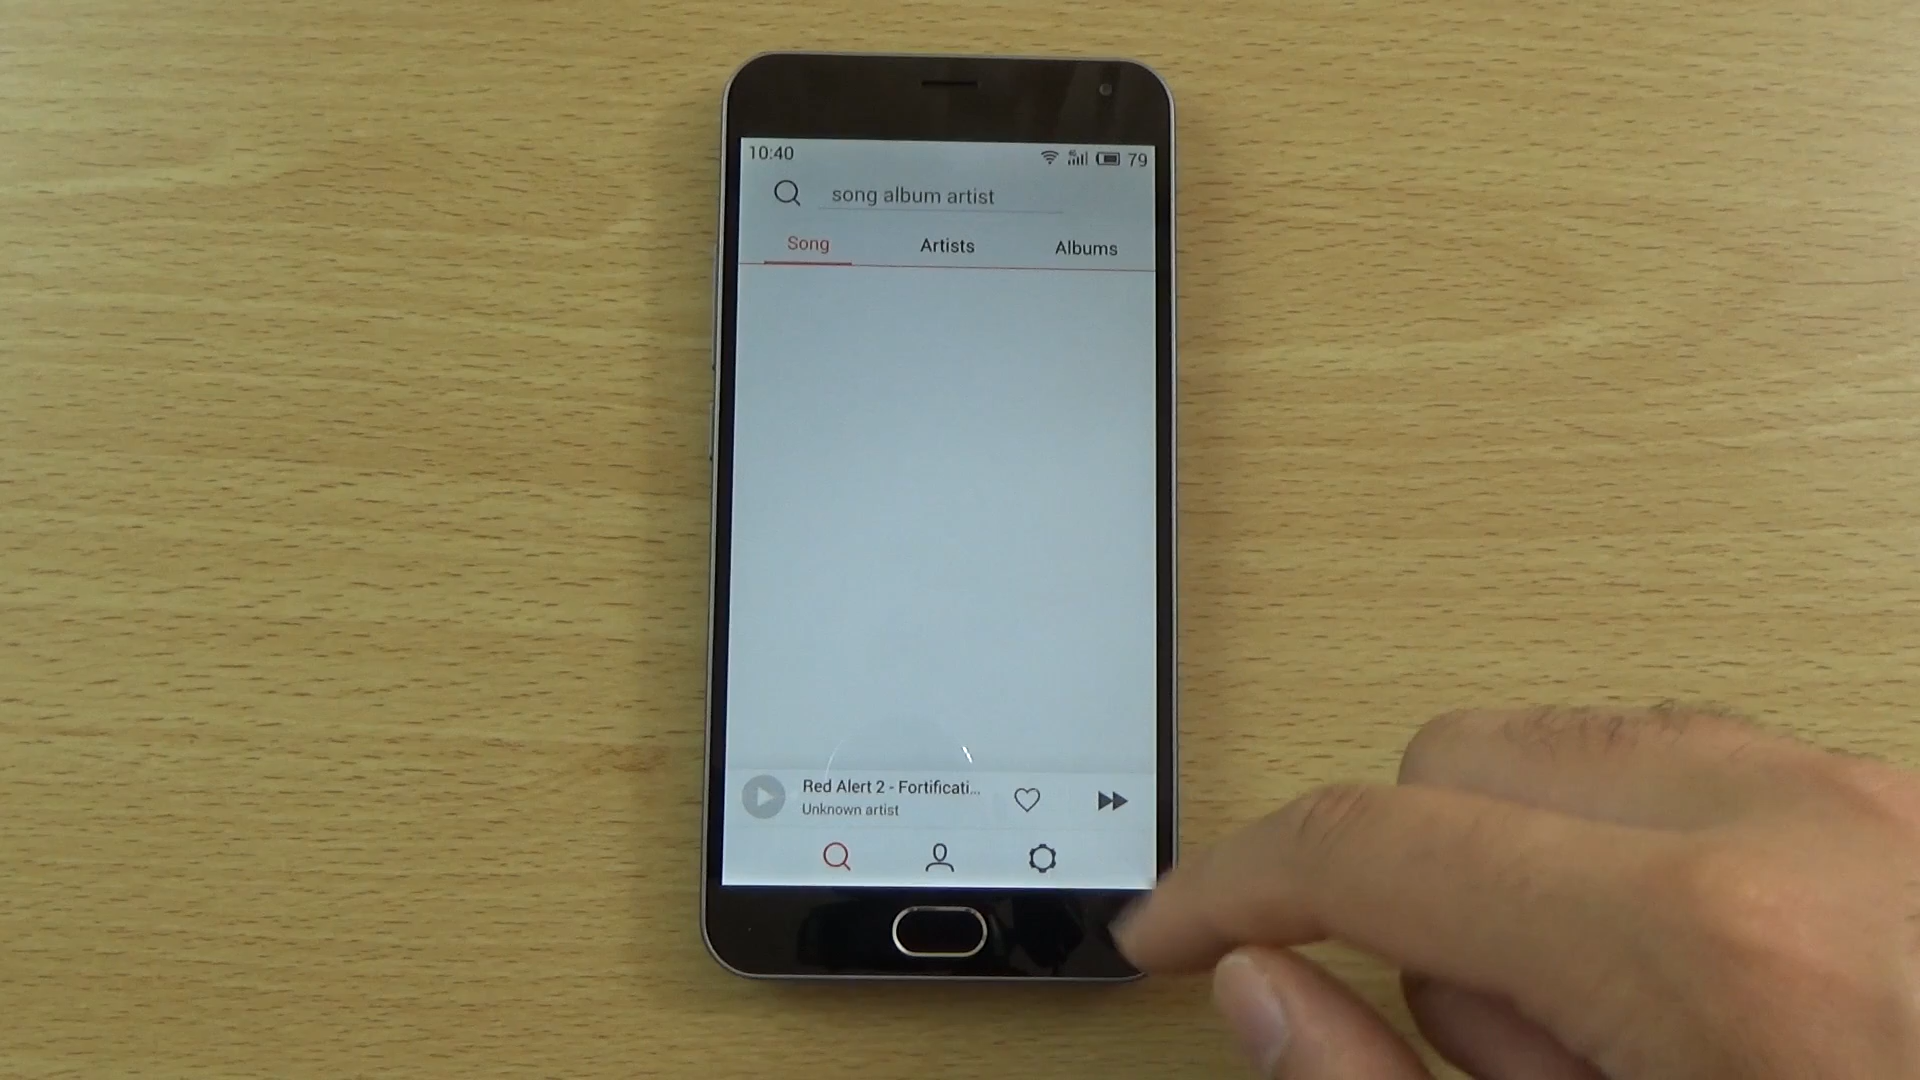 10:40 79
song album artist
Song Artists Albums
Red Alert 2 - Fortificati...
Unknown artist